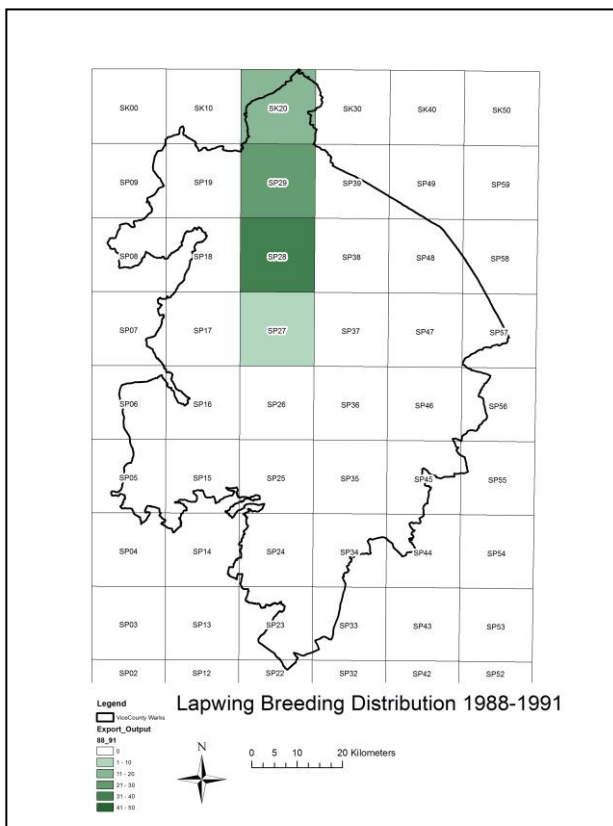 SK00 SK10 SK20 SK30 SK40 SK50
SP09 SP19 SP29 SP39 SP49 SP59
SP08 SP18 SP28 SP38 SP48 SP58
SP07 SP17 SP27 SP37 SP47 SP57
SP06 SP16 SP26 SP36 SP46 SP56
SP05 SP15 SP25 SP35 SP45 SP55
SP04 SP14 SP24 SP34 SP44 SP54
SP03 SP13 SP23 SP33 SP43 SP53
SP02 SP12 SP22 SP32 SP42 SP52
Legend
ViceCounty Warks
Export_Output
88_91
0
1 - 10
11 - 20
21 - 30
31 - 40
41 - 50
Lapwing Breeding Distribution 1988-1991
N
0 5 10 20 Kilometers